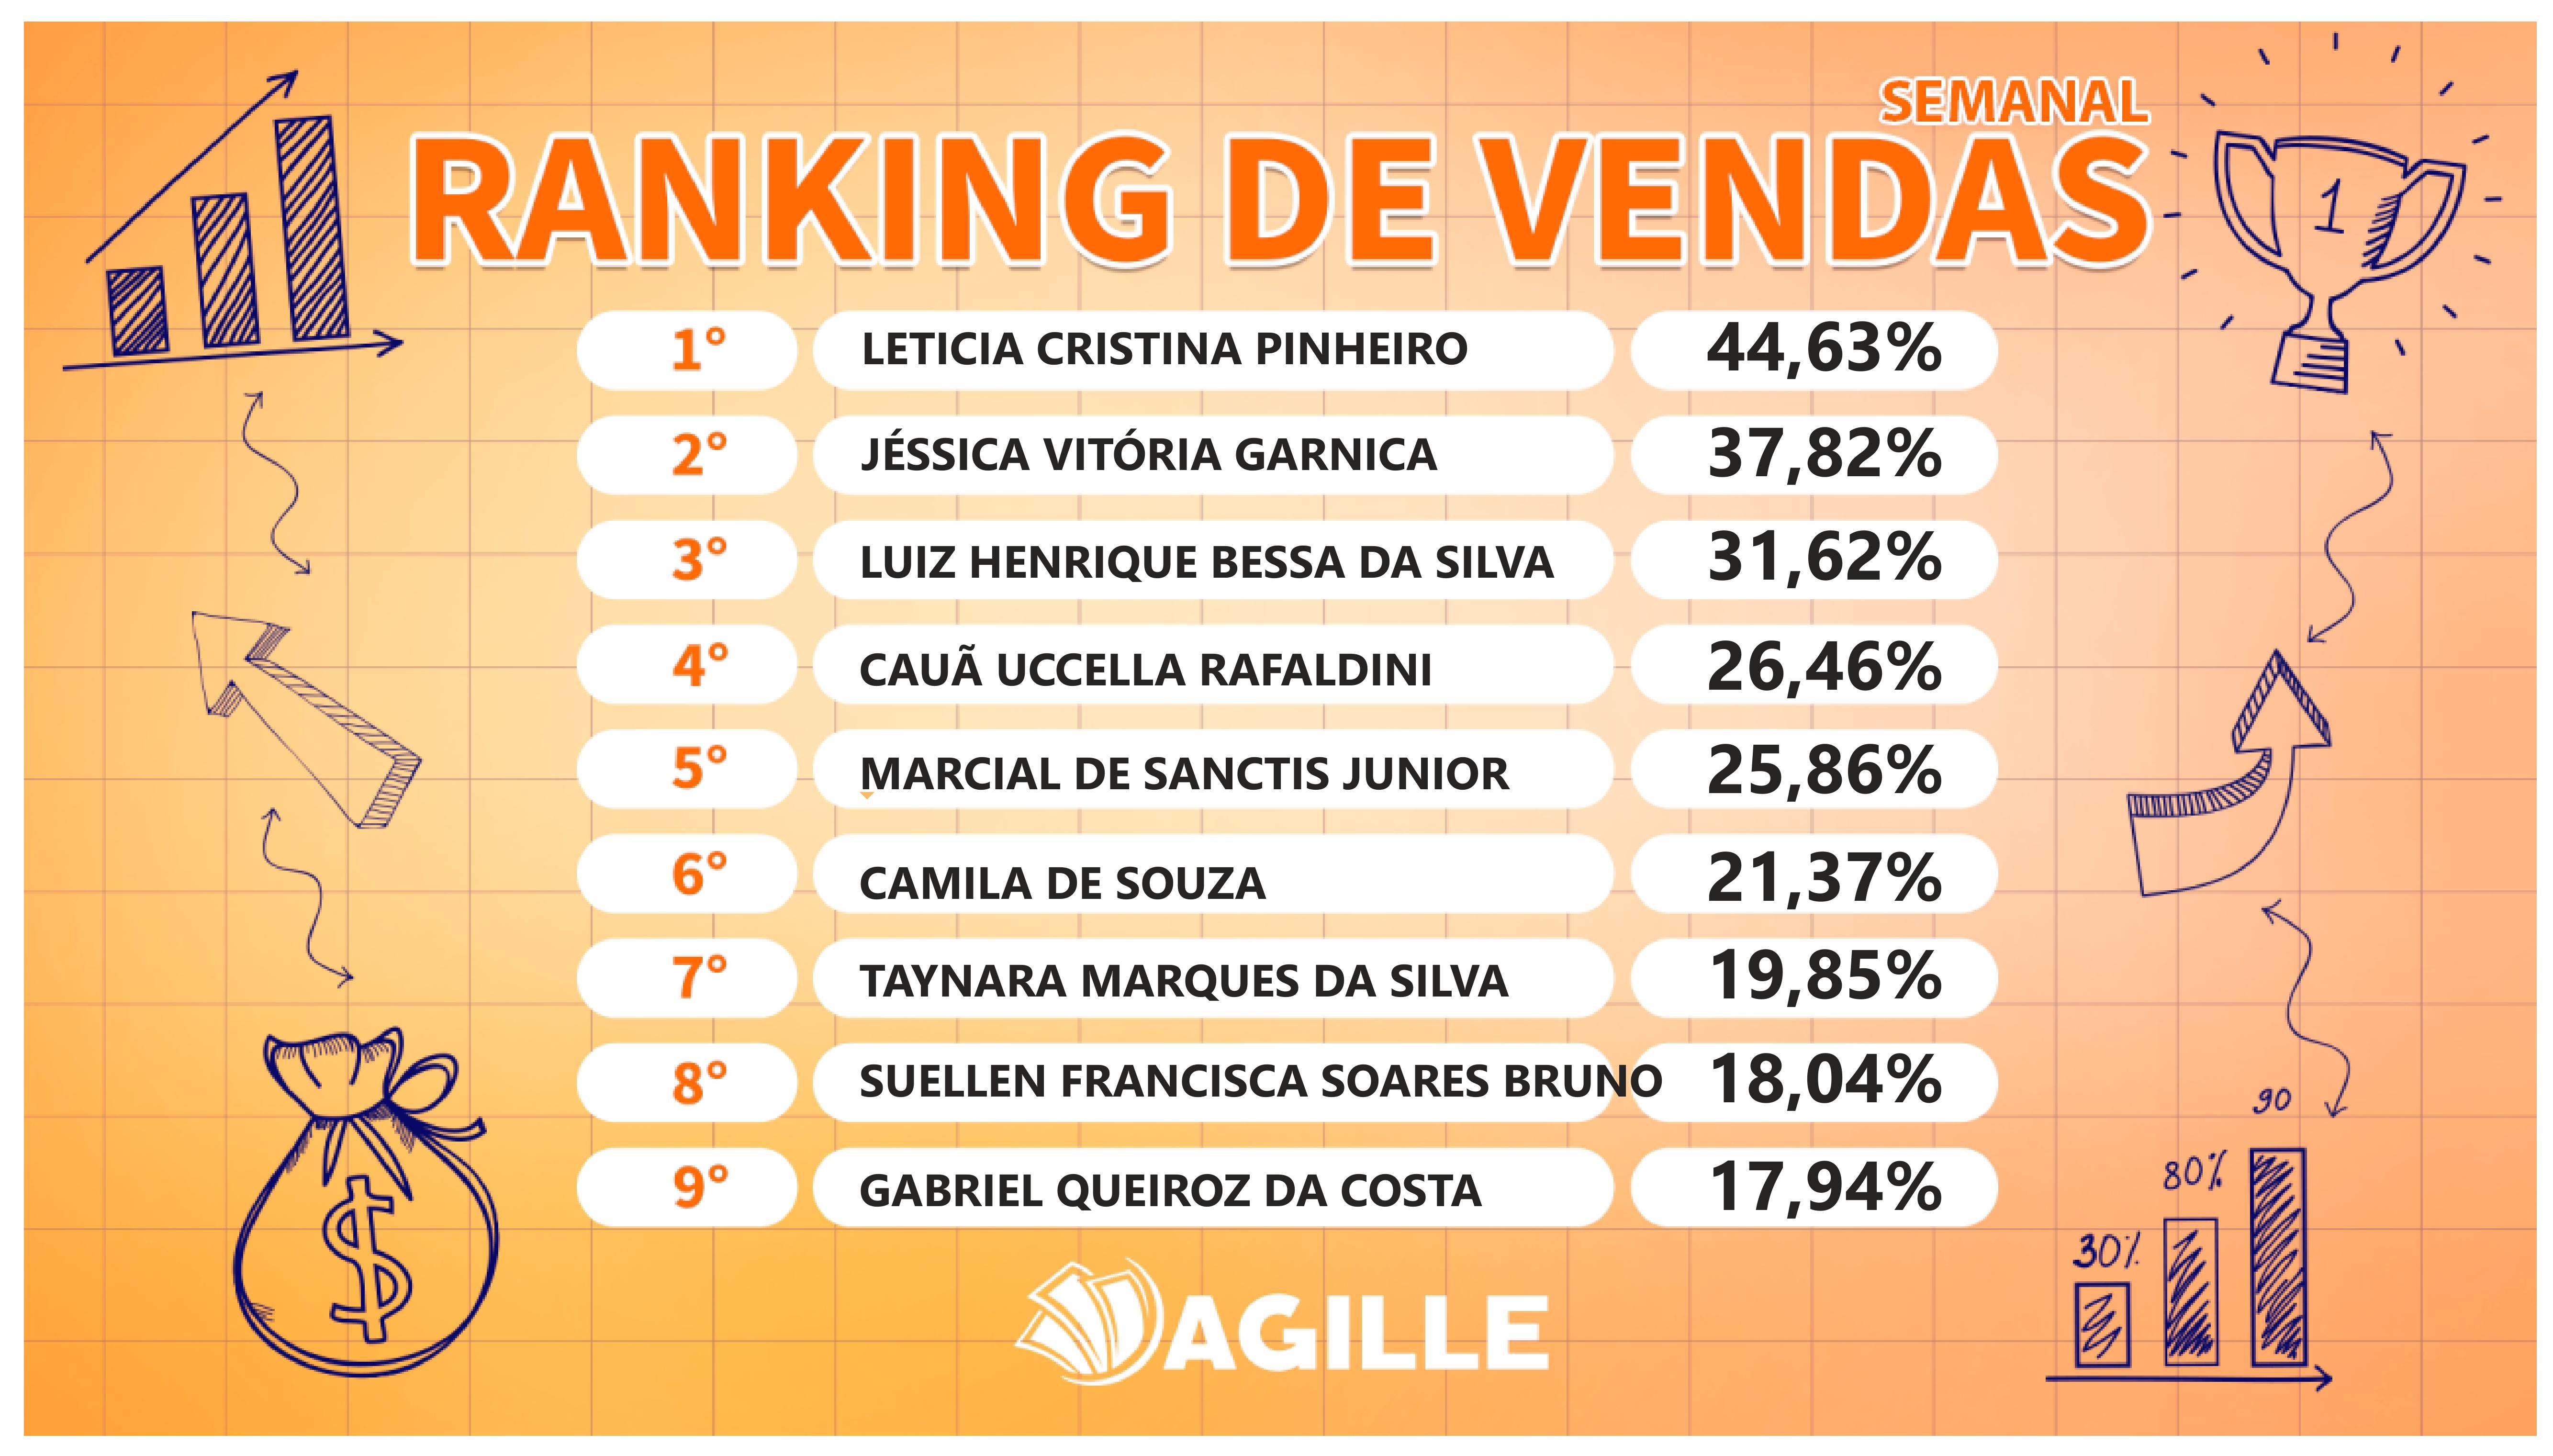 SEMANAL
RANKING DE VENDAS
1
1° LETICIA CRISTINA PINHEIRO 44,63%
2° JÉSSICA VITÓRIA GARNICA 37,82%
3° LUIZ HENRIQUE BESSA DA SILVA 31,62%
4° CAUÃ UCCELLA RAFALDINI 26,46%
5° MARCIAL DE SANCTIS JUNIOR 25,86%
6° CAMILA DE SOUZA 21,37%
7° TAYNARA MARQUES DA SILVA 19,85%
8° SUELLEN FRANCISCA SOARES BRUNO 18,04%
9° GABRIEL QUEIROZ DA COSTA 17,94%
90
80%
30%
$
AGILLE